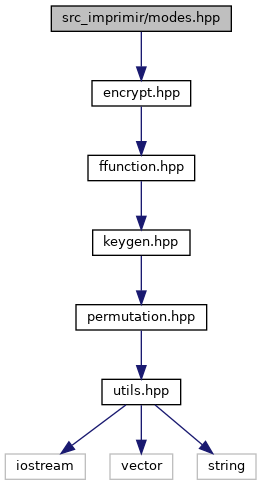 src_imprimir/modes.hpp
encrypt.hpp
ffunction.hpp
keygen.hpp
permutation.hpp
utils.hpp
iostream
vector
string